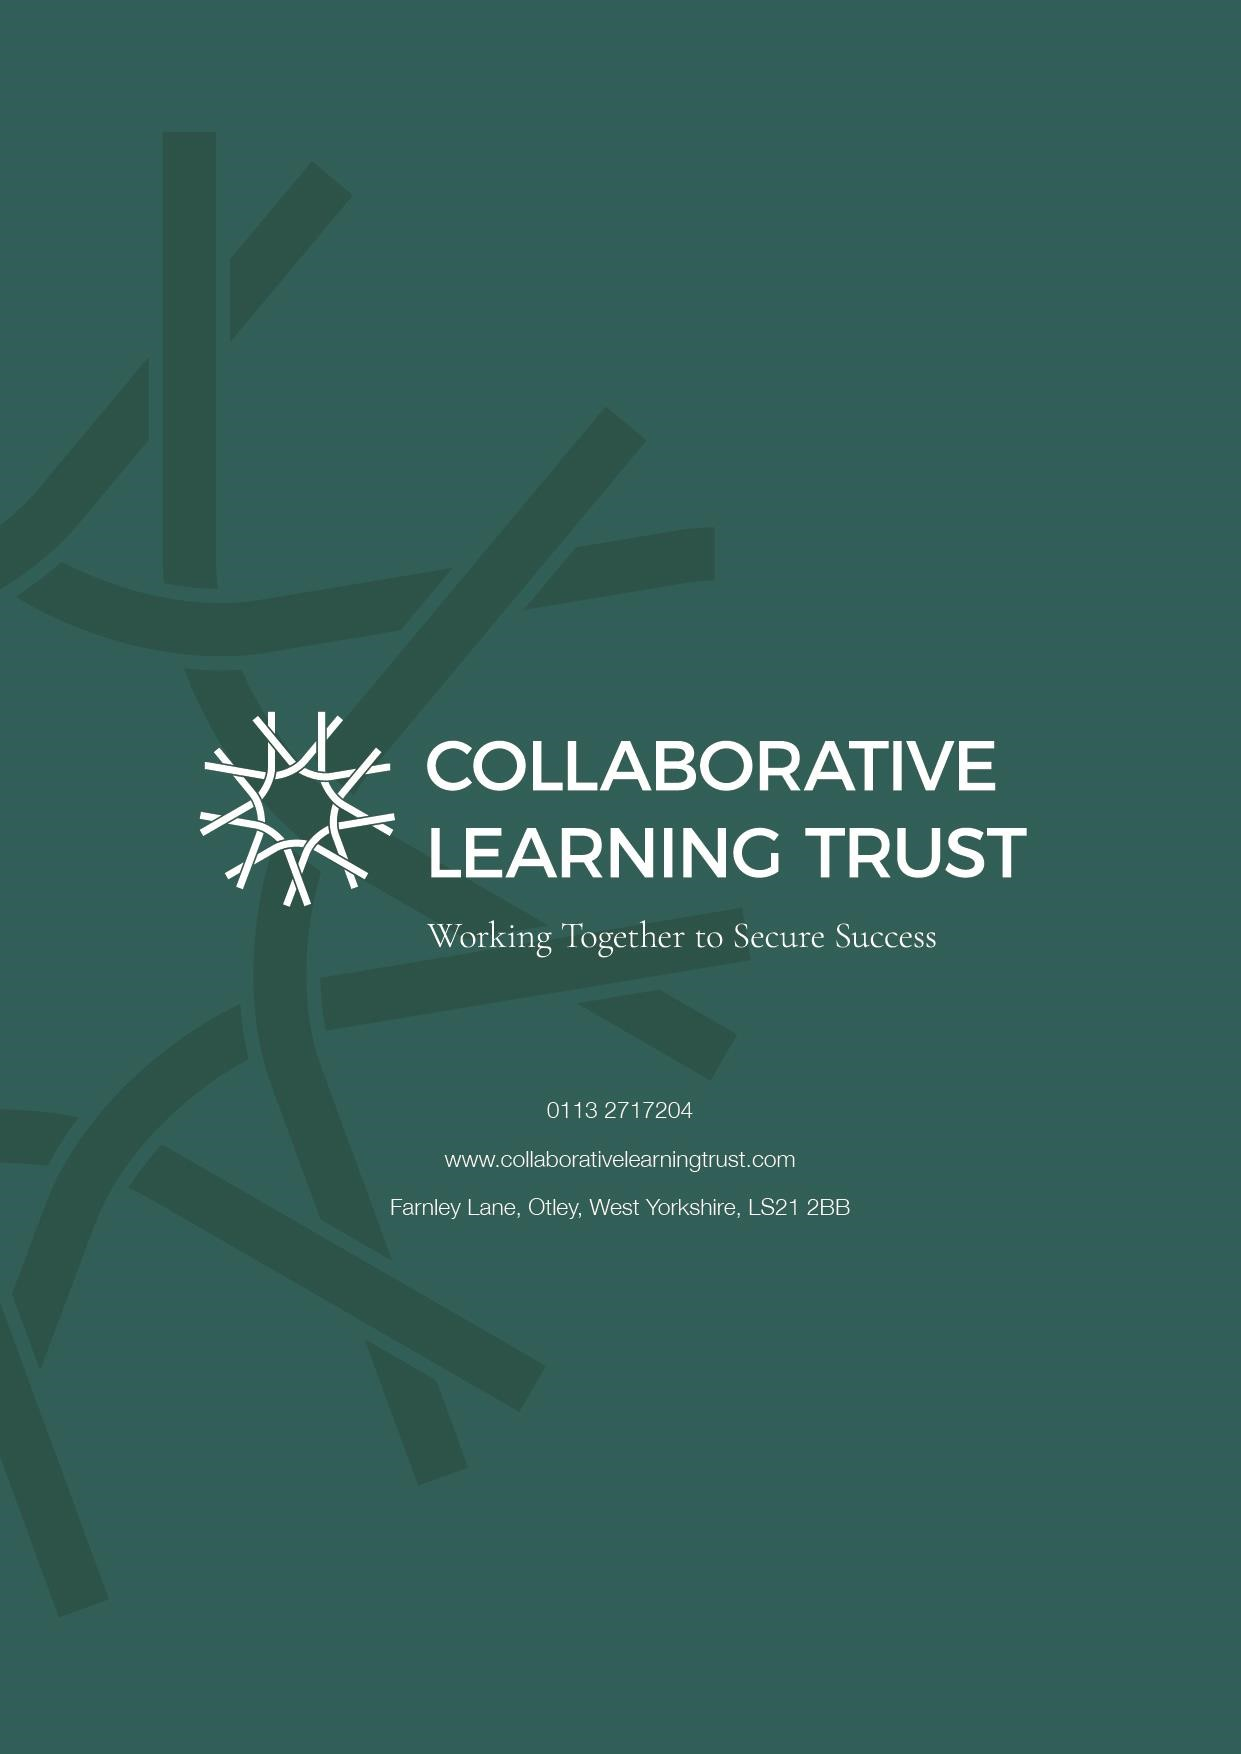 COLLABORATIVE
LEARNING TRUST
Working Together to Secure Success
0113 2717204
www.collaborativelearningtrust.com
Farnley Lane, Otley, West Yorkshire, LS21 2BB